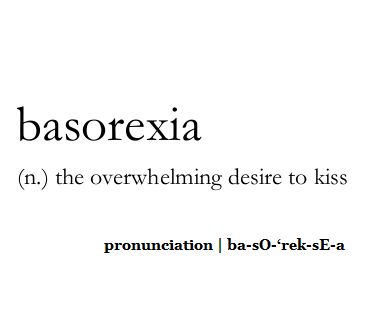 basorexia
(n.) the overwhelming desire to kiss
pronunciation | ba-sO-‘rek-sE-a